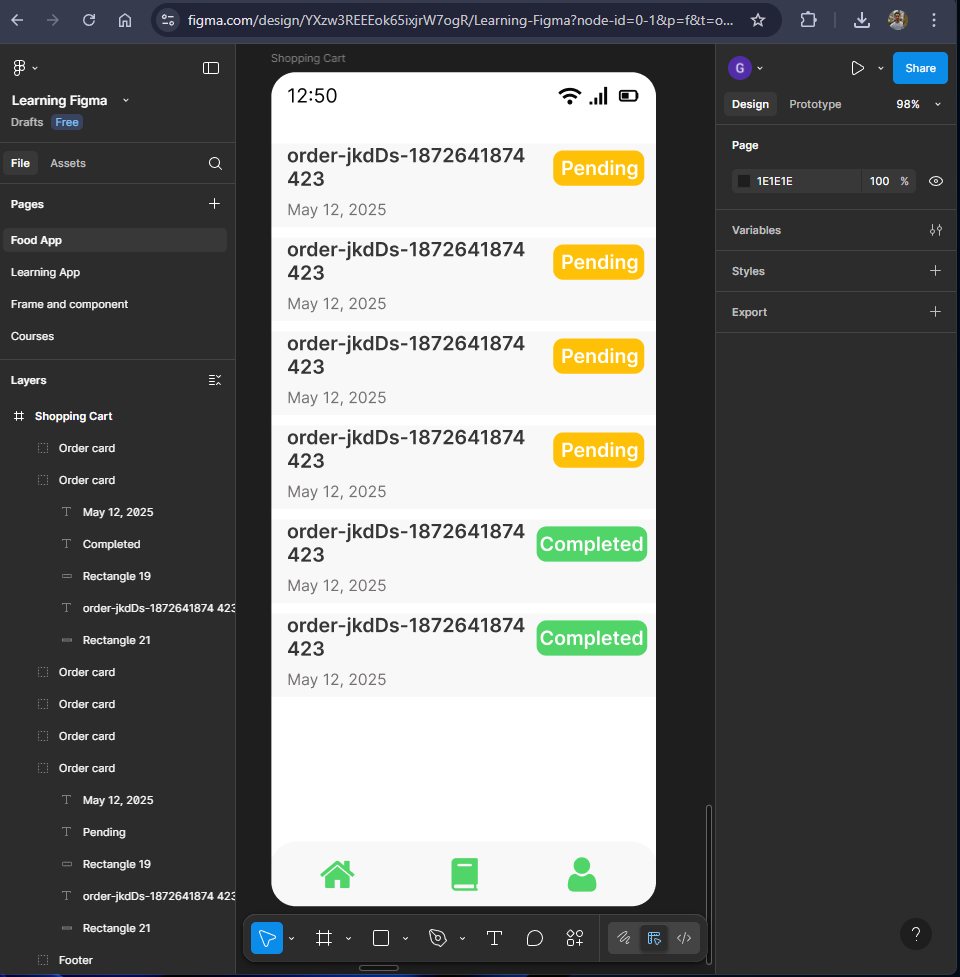 figma.com/design/YXzw3REEEok65ixjrW7ogR/Learning-Figma?node-id=0-1&p=f&t=o...
Learning Figma
Drafts Free
File Assets
Pages
Food App
Learning App
Frame and component
Courses
Layers
Shopping Cart
Order card
Order card
May 12, 2025
Completed
Rectangle 19
order-jkdDs-1872641874 423
Rectangle 21
Order card
Order card
Order card
Order card
May 12, 2025
Pending
Rectangle 19
order-jkdDs-1872641874 423
Rectangle 21
Footer
Shopping Cart
12:50
order-jkdDs-1872641874
423
Pending
May 12, 2025
order-jkdDs-1872641874
423
Pending
May 12, 2025
order-jkdDs-1872641874
423
Pending
May 12, 2025
order-jkdDs-1872641874
423
Pending
May 12, 2025
order-jkdDs-1872641874
423
Completed
May 12, 2025
order-jkdDs-1872641874
423
Completed
May 12, 2025
G
Share
Design Prototype 98%
Page
1E1E1E 100 %
Variables
Styles
Export
?